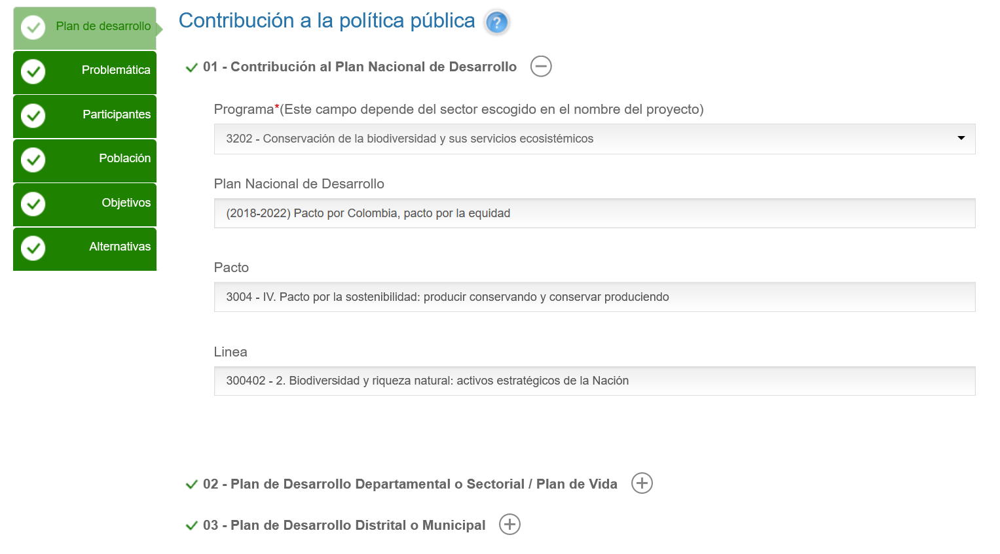 Plan de desarrollo
Problemática
Participantes
Población
Objetivos
Alternativas
Contribución a la política pública ?
01 - Contribución al Plan Nacional de Desarrollo
Programa*(Este campo depende del sector escogido en el nombre del proyecto)
3202 - Conservación de la biodiversidad y sus servicios ecosistémicos
Plan Nacional de Desarrollo
(2018-2022) Pacto por Colombia, pacto por la equidad
Pacto
3004 - IV. Pacto por la sostenibilidad: producir conservando y conservar produciendo
Linea
300402 - 2. Biodiversidad y riqueza natural: activos estratégicos de la Nación
02 - Plan de Desarrollo Departamental o Sectorial / Plan de Vida
03 - Plan de Desarrollo Distrital o Municipal